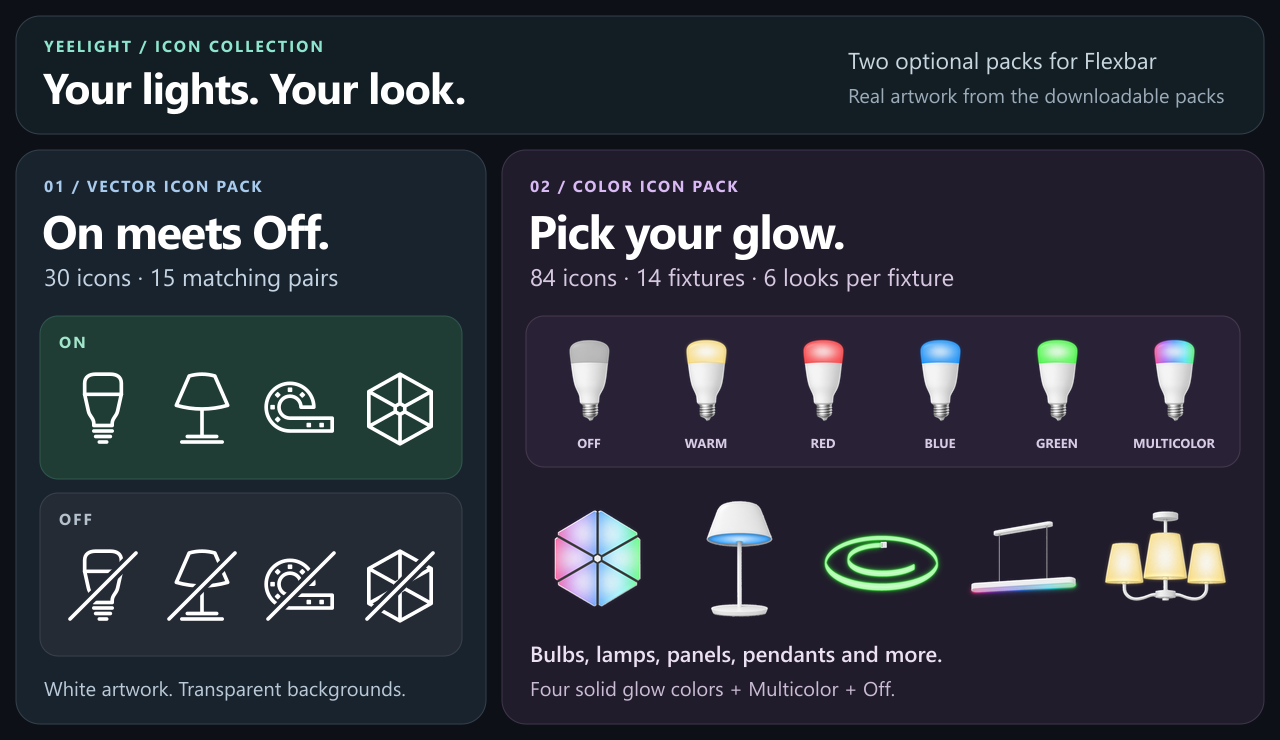 YEELIGHT / ICON COLLECTION
Your lights. Your look.
Two optional packs for Flexbar
Real artwork from the downloadable packs
01 / VECTOR ICON PACK
On meets Off.
30 icons · 15 matching pairs
ON
OFF
White artwork. Transparent backgrounds.
02 / COLOR ICON PACK
Pick your glow.
84 icons · 14 fixtures · 6 looks per fixture
OFF WARM RED BLUE GREEN MULTICOLOR
Bulbs, lamps, panels, pendants and more.
Four solid glow colors + Multicolor + Off.